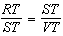 RT/ST = ST/VT